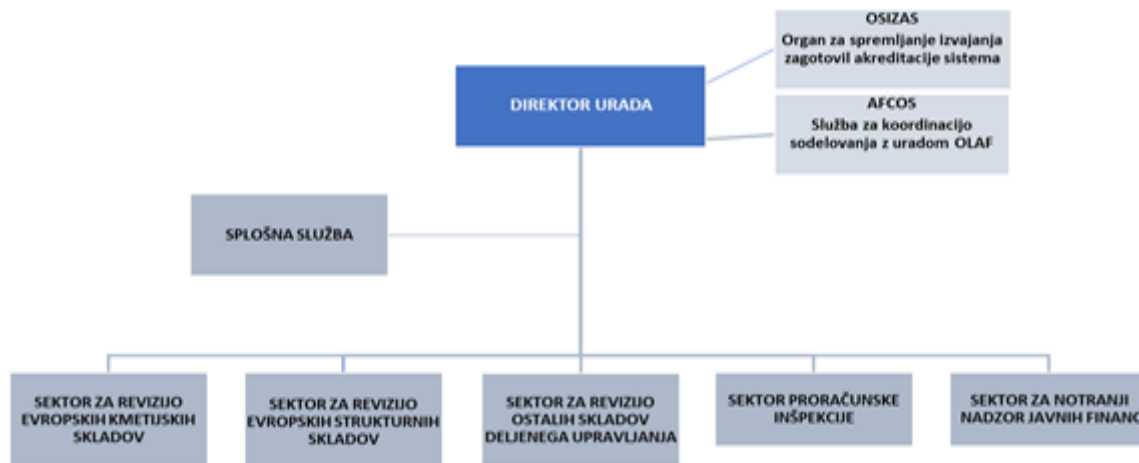 OSIZAS
Organ za spremljanje izvajanja
zagotovil akreditacije sistema
DIREKTOR URADA
AFCOS
Služba za koordinacijo
sodelovanja z uradom OLAF
SPLOŠNA SLUŽBA
SEKTOR ZA REVIZIJO
EVROPSKIH KMETIJSKIH
SKLADOV
SEKTOR ZA REVIZIJO
EVROPSKIH STRUKTURNIH
SKLADOV
SEKTOR ZA REVIZIJO
OSTALIH SKLADOV
DELJENEGA UPRAVLJANJA
SEKTOR PRORAČUNSKE
INŠPEKCIJE
SEKTOR ZA NOTRANJI
NADZOR JAVNIH FINANC